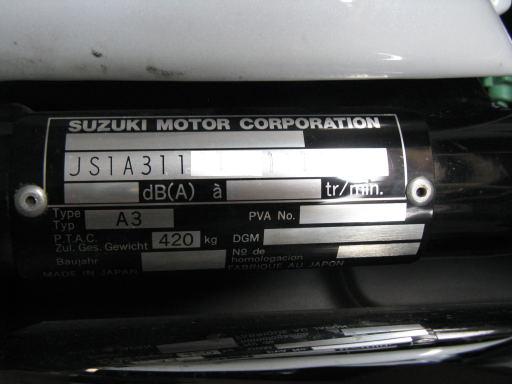 SUZUKI MOTOR CORPORATION
JS1A311
dB(A) à tr/min.
Type
Typ A3 PVA No.
P.T.A.C.
Zul. Ges. Gewicht 420 kg DGM
Baujahr Nº de
homologacion
MADE IN JAPAN FABRIQUE AU JAPON